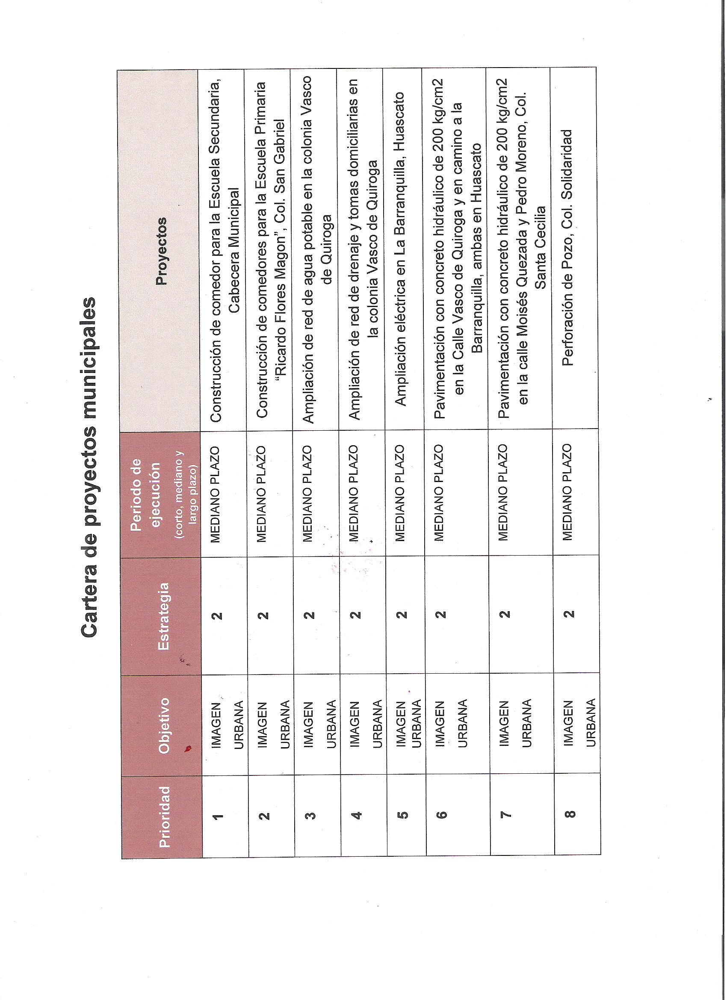 Cartera de proyectos municipales
Prioridad
Objetivo
Estrategia
Periodo de
ejecución
(corto, mediano y
largo plazo)
Proyectos
1
IMAGEN
URBANA
2
MEDIANO PLAZO
Construcción de comedor para la Escuela Secundaria,
Cabecera Municipal
2
IMAGEN
URBANA
2
MEDIANO PLAZO
Construcción de comedores para la Escuela Primaria
“Ricardo Flores Magon”, Col. San Gabriel
3
IMAGEN
URBANA
2
MEDIANO PLAZO
Ampliación de red de agua potable en la colonia Vasco
de Quiroga
4
IMAGEN
URBANA
2
MEDIANO PLAZO
Ampliación de red de drenaje y tomas domiciliarias en
la colonia Vasco de Quiroga
5
IMAGEN
URBANA
2
MEDIANO PLAZO
Ampliación eléctrica en La Barranquilla, Huascato
6
IMAGEN
URBANA
2
MEDIANO PLAZO
Pavimentación con concreto hidráulico de 200 kg/cm2
en la Calle Vasco de Quiroga y en camino a la
Barranquilla, ambas en Huascato
7
IMAGEN
URBANA
2
MEDIANO PLAZO
Pavimentación con concreto hidráulico de 200 kg/cm2
en la calle Moisés Quezada y Pedro Moreno, Col.
Santa Cecilia
8
IMAGEN
URBANA
2
MEDIANO PLAZO
Perforación de Pozo, Col. Solidaridad